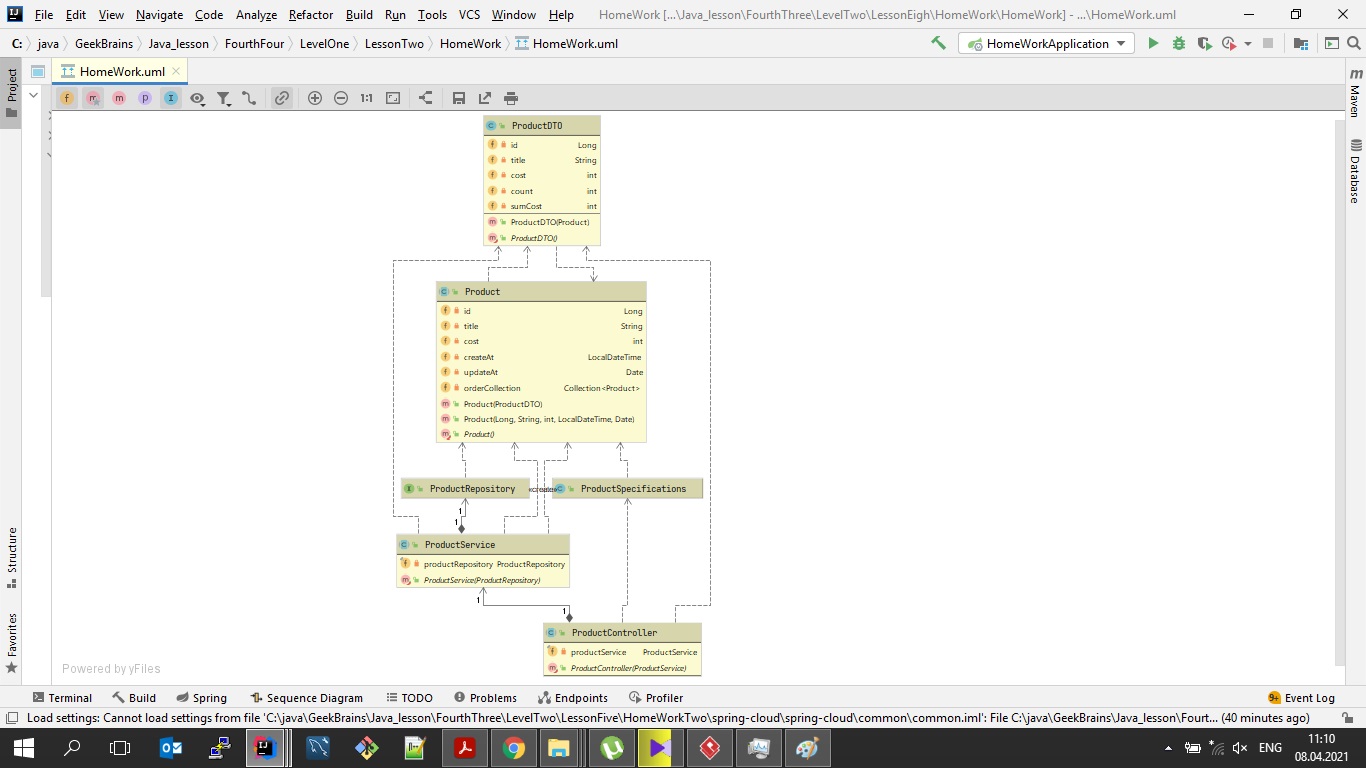 File Edit View Navigate Code Analyze Refactor Build Run Tools VCS Window Help HomeWork [...\Java_lesson\FourthThree\LevelTwo\LessonEigh\HomeWork\HomeWork] - ...\HomeWork.uml
C: java GeekBrains Java_lesson FourthFour LevelOne LessonTwo HomeWork HomeWork.uml HomeWorkApplication
Project
HomeWork.uml
Maven
Database
Structure
Favorites
1:1
ProductDTO
id Long
title String
cost int
count int
sumCost int
ProductDTO(Product)
ProductDTO()
Product
id Long
title String
cost int
createAt LocalDateTime
updateAt Date
orderCollection Collection<Product>
Product(ProductDTO)
Product(Long, String, int, LocalDateTime, Date)
Product()
ProductRepository «create» ProductSpecifications
1
1
ProductService
productRepository ProductRepository
ProductService(ProductRepository)
1
1
ProductController
productService ProductService
ProductController(ProductService)
Powered by yFiles
Terminal Build Spring Sequence Diagram TODO Problems Endpoints Profiler 9+ Event Log
Load settings: Cannot load settings from file 'C:\java\GeekBrains\Java_lesson\FourthThree\LevelTwo\LessonFive\HomeWorkTwo\spring-cloud\spring-cloud\common\common.iml': File C:\java\GeekBrains\Java_lesson\Fourt... (40 minutes ago)
ENG
11:10
08.04.2021